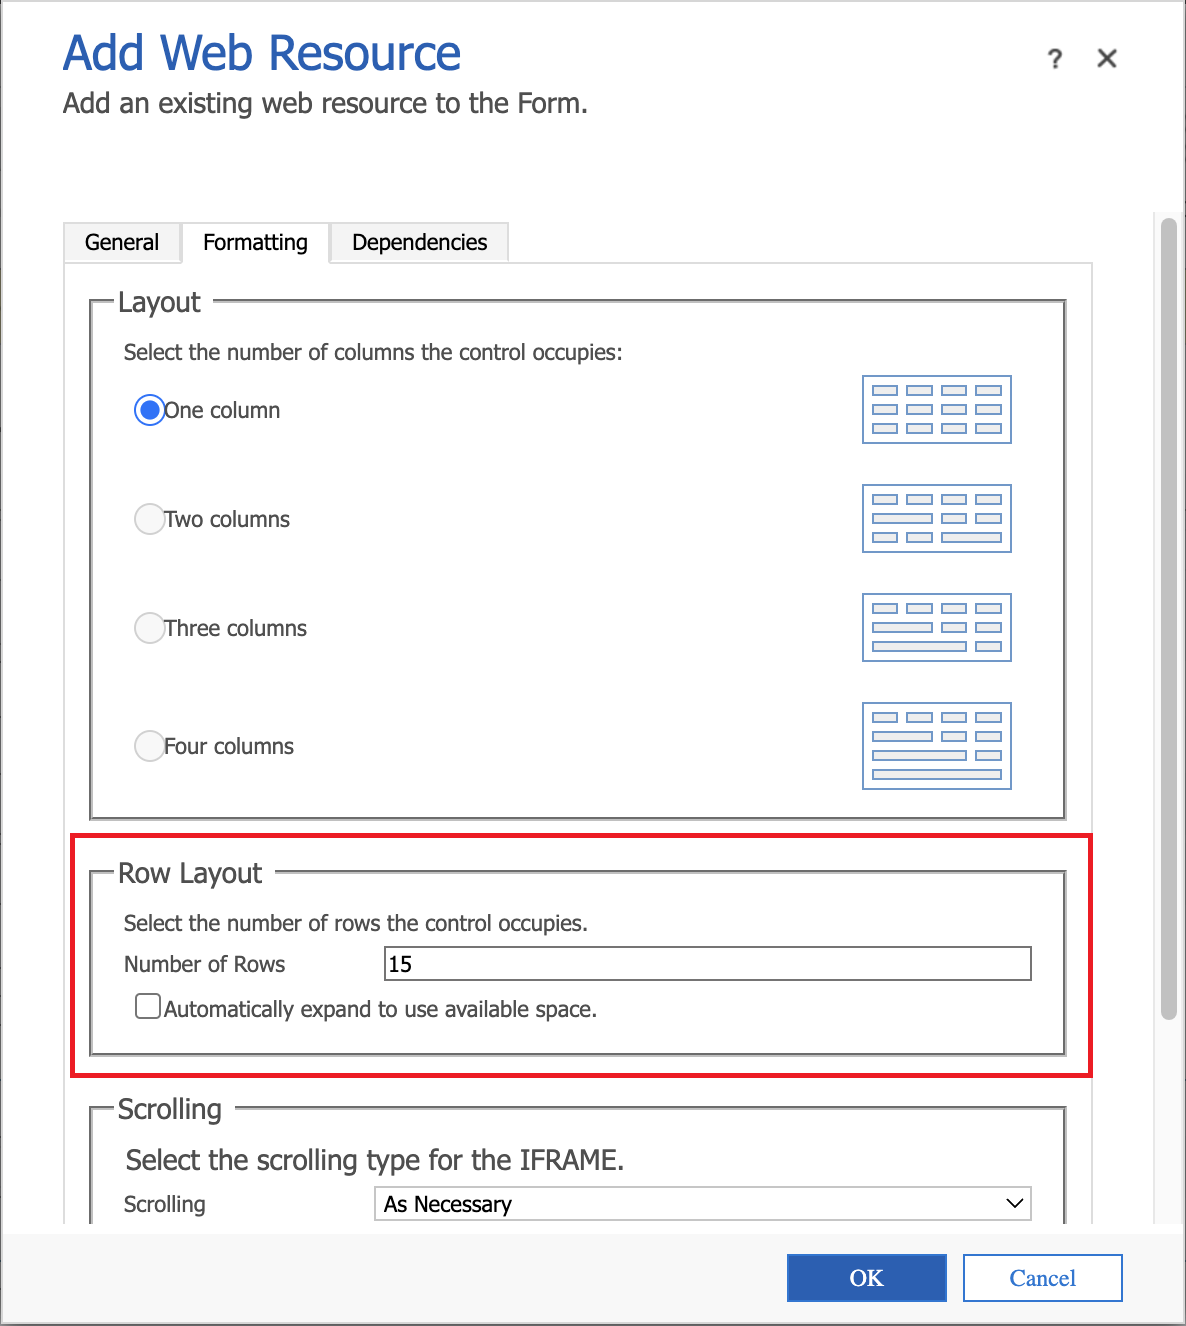 Add Web Resource
?
Add an existing web resource to the Form.
General Formatting Dependencies
Layout
Select the number of columns the control occupies:
One column
Two columns
Three columns
Four columns
Row Layout
Select the number of rows the control occupies.
Number of Rows 15
Automatically expand to use available space.
Scrolling
Select the scrolling type for the IFRAME.
Scrolling As Necessary
OK Cancel